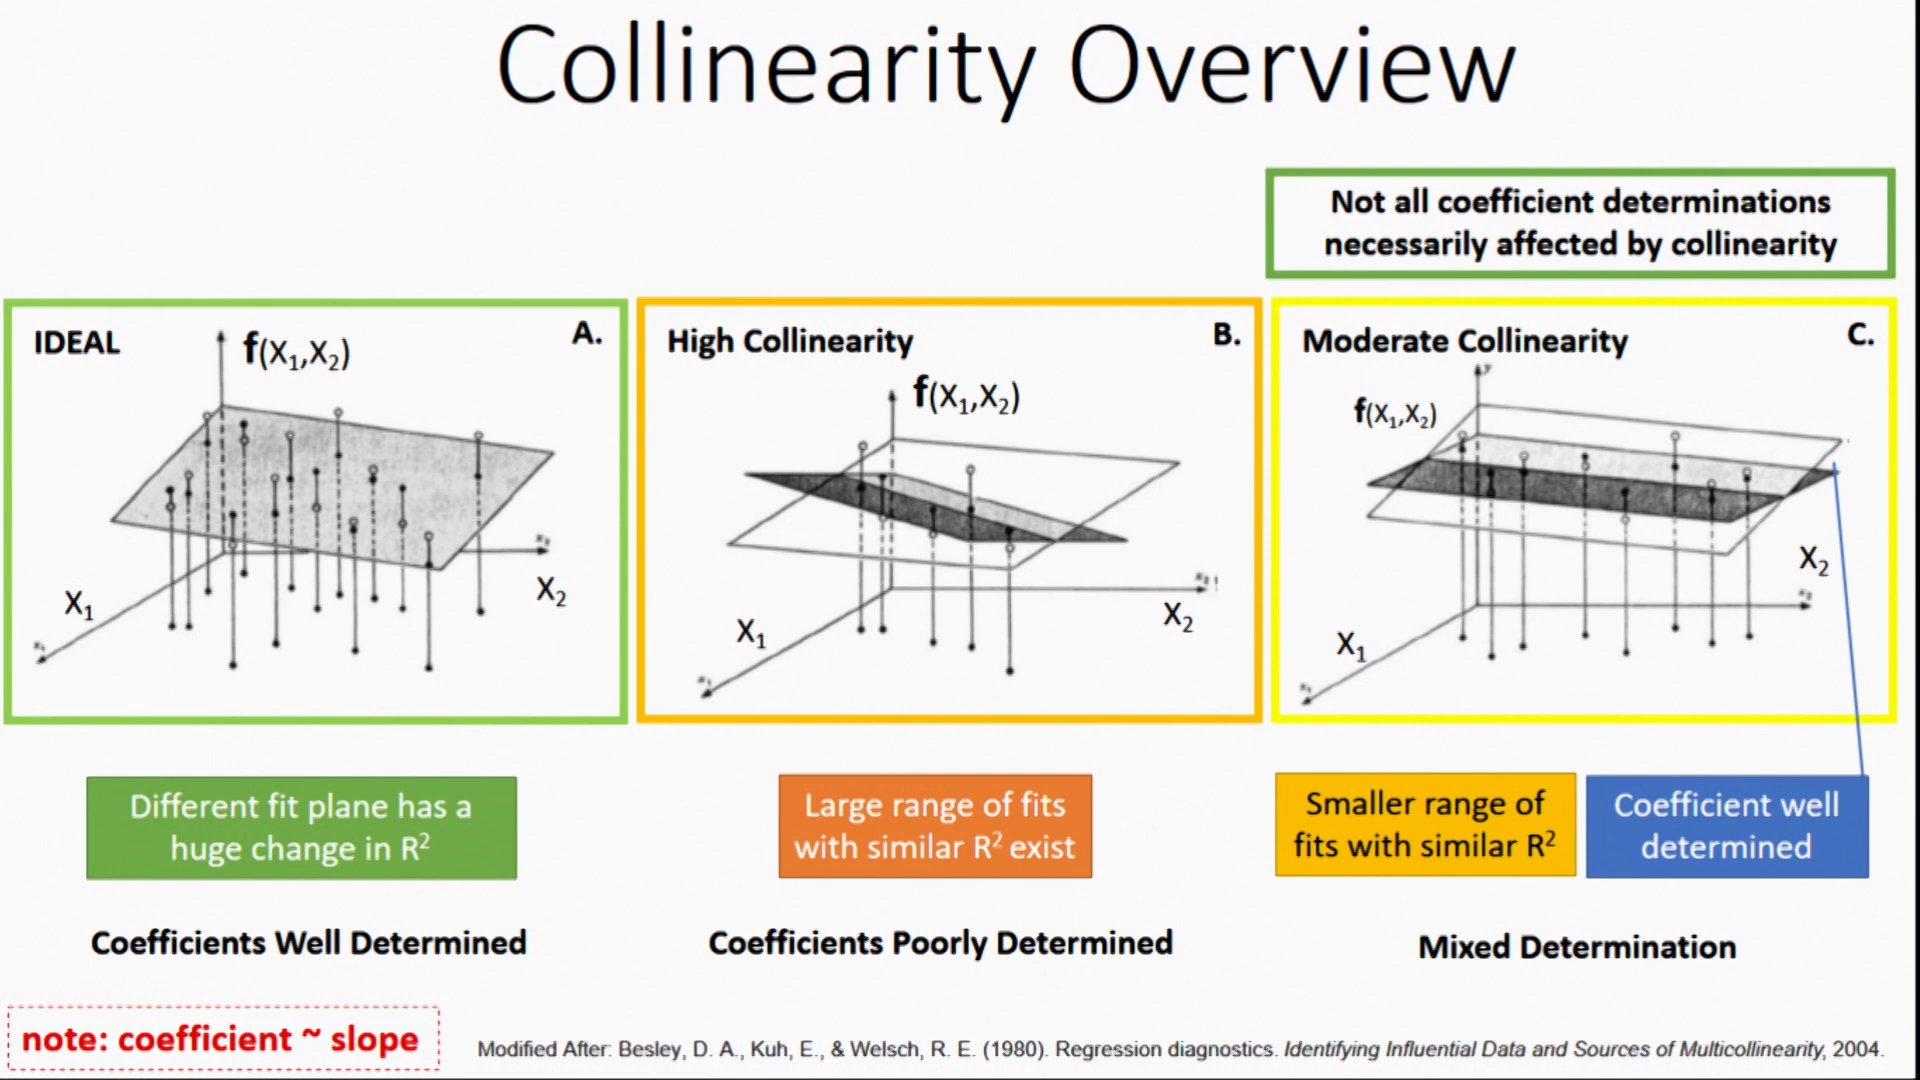 Collinearity Overview
Not all coefficient determinations
necessarily affected by collinearity
IDEAL
A.
f(X₁,X₂)
X₁
X₂
High Collinearity
B.
f(X₁,X₂)
X₁
X₂
Moderate Collinearity
C.
y
f(X₁,X₂)
X₁
X₂
Different fit plane has a
huge change in R²
Large range of fits
with similar R² exist
Smaller range of
fits with similar R²
Coefficient well
determined
Coefficients Well Determined
Coefficients Poorly Determined
Mixed Determination
note: coefficient ~ slope
Modified After: Besley, D. A., Kuh, E., & Welsch, R. E. (1980). Regression diagnostics. Identifying Influential Data and Sources of Multicollinearity, 2004.